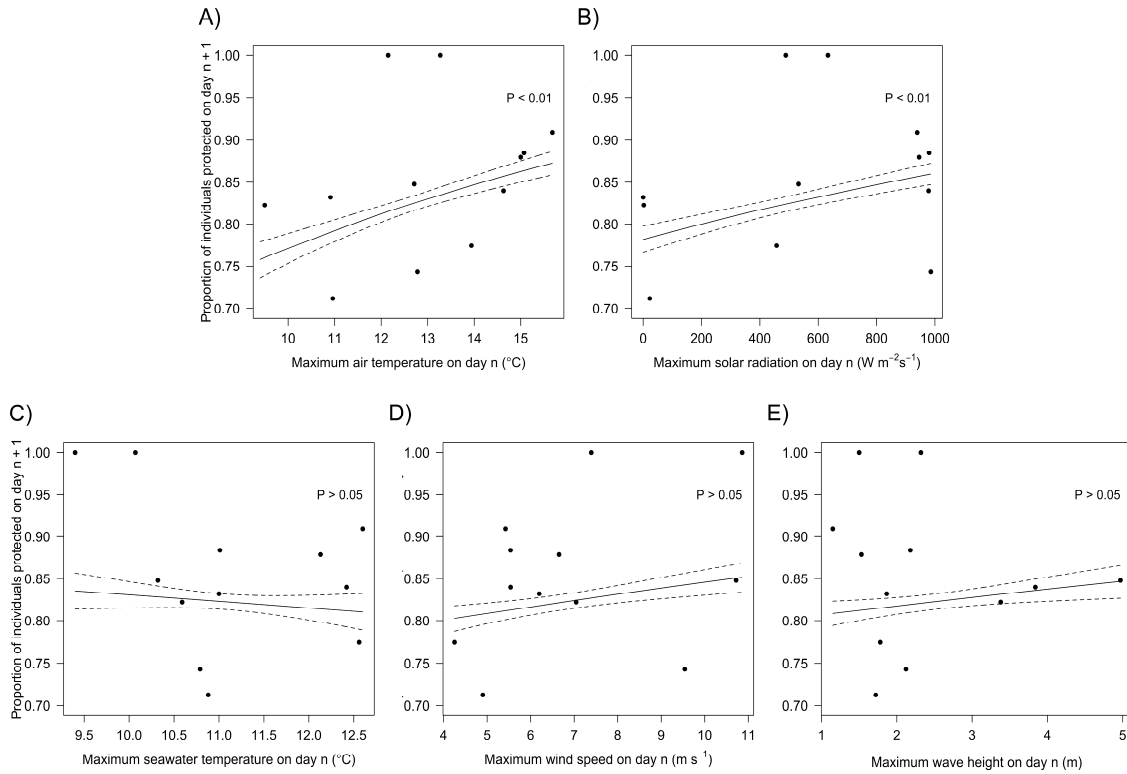 A)
B)
Proportion of individuals protected on day n + 1
1.00
0.95
0.90
0.85
0.80
0.75
0.70
P < 0.01
10 11 12 13 14 15
Maximum air temperature on day n (°C)
1.00
0.95
0.90
0.85
0.80
0.75
0.70
P < 0.01
0 200 400 600 800 1000
Maximum solar radiation on day n (W m⁻²s⁻¹)
C)
D)
E)
Proportion of individuals protected on day n + 1
1.00
0.95
0.90
0.85
0.80
0.75
0.70
P > 0.05
9.5 10.0 10.5 11.0 11.5 12.0 12.5
Maximum seawater temperature on day n (°C)
1.00
0.95
0.90
0.85
0.80
0.75
0.70
P > 0.05
4 5 6 7 8 9 10 11
Maximum wind speed on day n (m s ⁻¹)
1.00
0.95
0.90
0.85
0.80
0.75
0.70
P > 0.05
1 2 3 4 5
Maximum wave height on day n (m)